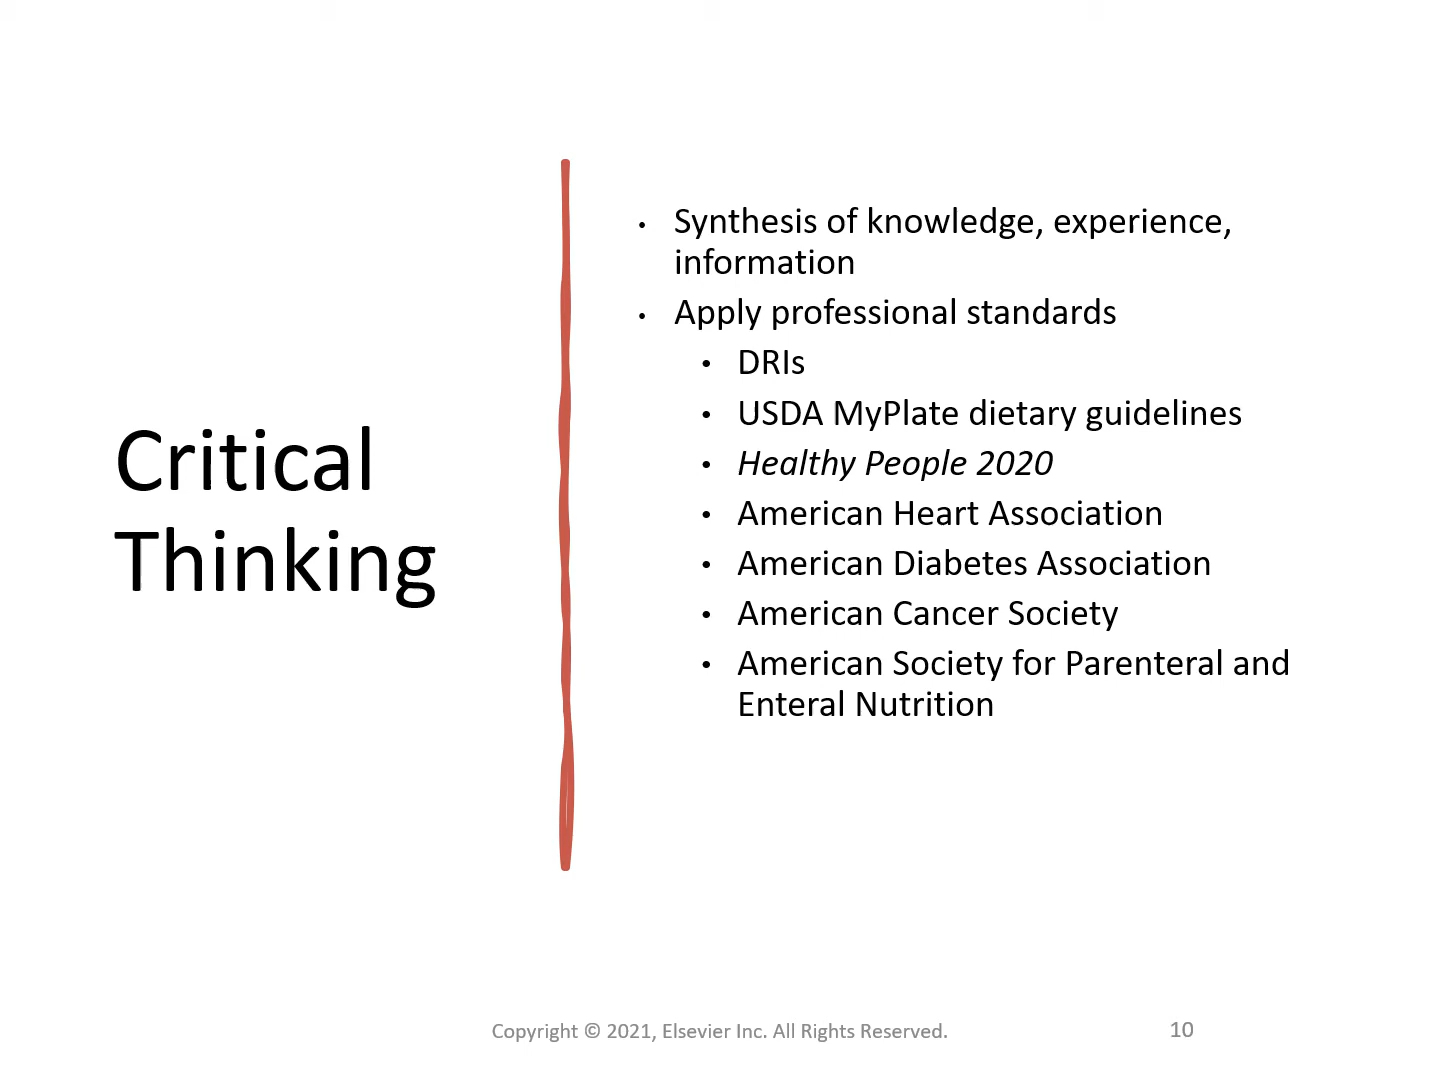 Critical
Thinking
• Synthesis of knowledge, experience,
information
• Apply professional standards
• DRIs
• USDA MyPlate dietary guidelines
• Healthy People 2020
• American Heart Association
• American Diabetes Association
• American Cancer Society
• American Society for Parenteral and
Enteral Nutrition
Copyright © 2021, Elsevier Inc. All Rights Reserved.
10